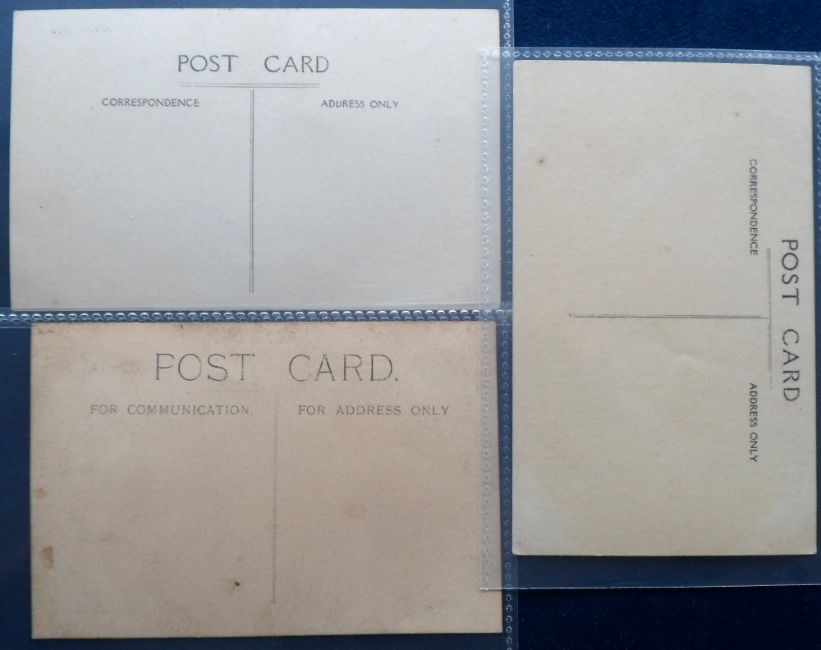 POST CARD
CORRESPONDENCE ADDRESS ONLY
POST CARD.
FOR COMMUNICATION. FOR ADDRESS ONLY
POST CARD
CORRESPONDENCE ADDRESS ONLY